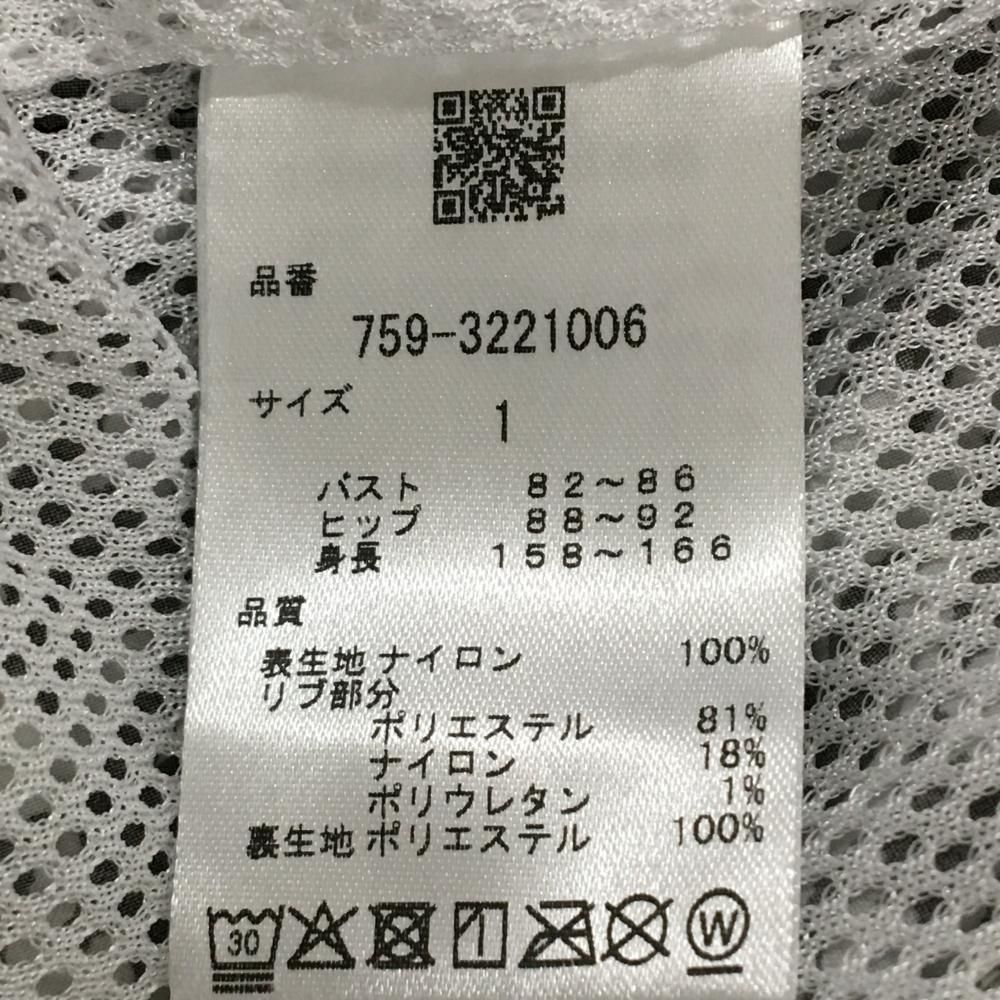 品番
759-3221006
サイズ 1
バスト 82～86
ヒップ 88～92
身長 158～166
品質
表生地 ナイロン 100%
リブ部分
ポリエステル 81%
ナイロン 18%
ポリウレタン 1%
裏生地 ポリエステル 100%
30 W